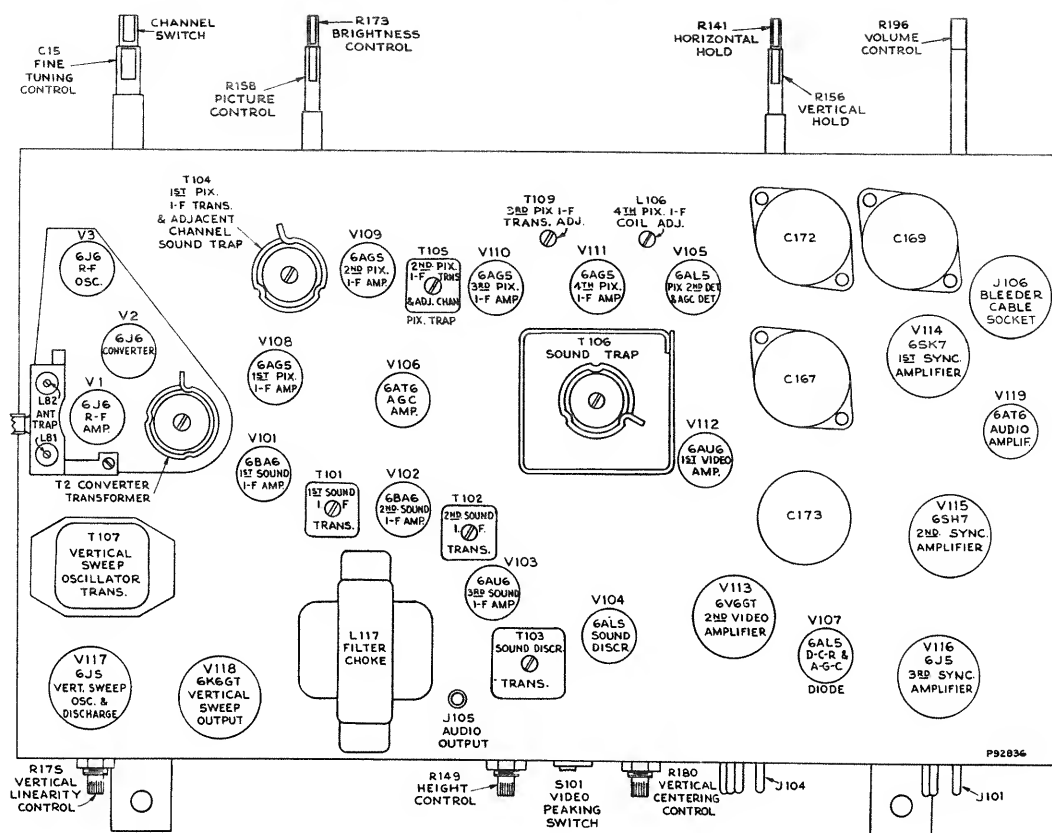 CHANNEL
SWITCH
C15
FINE
TUNING
CONTROL
R173
BRIGHTNESS
CONTROL
R158
PICTURE
CONTROL
R141
HORIZONTAL
HOLD
R156
VERTICAL
HOLD
R196
VOLUME
CONTROL
T104
1ST PIX.
I-F TRANS.
& ADJACENT
CHANNEL
SOUND TRAP
V3
6J6
R-F
OSC.
V2
6J6
CONVERTER
V1
6J6
R-F
AMP.
LB2
ANT
TRAP
LB1
T2 CONVERTER
TRANSFORMER
V109
6AG5
2ND PIX.
I-F AMP.
T105
2ND PIX.
I-F TRNS
& ADJ. CHAN
PIX. TRAP
V110
6AG5
3RD PIX.
I-F AMP.
T109
3RD PIX I-F
TRANS. ADJ.
L106
4TH PIX. I-F
COIL ADJ.
V111
6AG5
4TH PIX.
I-F AMP.
V105
6AL5
PIX 2ND DET
& AGC DET.
C172
C169
J106
BLEEDER
CABLE
SOCKET
V108
6AG5
1ST PIX.
I-F AMP.
V106
6AT6
AGC
AMP.
T106
SOUND TRAP
C167
V114
6SK7
1ST SYNC.
AMPLIFIER
V119
6AT6
AUDIO
AMPLIF.
V101
6BA6
1ST SOUND
I-F AMP.
T101
1ST SOUND
I F
TRANS.
V102
6BA6
2ND SOUND
I-F AMP.
T102
2ND SOUND
I. F.
TRANS.
V112
6AU6
1ST VIDEO
AMP.
C173
V115
6SH7
2ND. SYNC.
AMPLIFIER
T107
VERTICAL
SWEEP
OSCILLATOR
TRANS.
L117
FILTER
CHOKE
V103
6AU6
3RD SOUND
I-F AMP
T103
SOUND DISCR.
TRANS.
V104
6AL5
SOUND
DISCR.
V113
6V6GT
2ND VIDEO
AMPLIFIER
V107
6AL5
D-C-R &
A-G-C
DIODE
V116
6J5
3RD SYNC.
AMPLIFIER
V117
6J5
VERT. SWEEP
OSC. &
DISCHARGE
V118
6K6GT
VERTICAL
SWEEP
OUTPUT
J105
AUDIO
OUTPUT
P92836
R175
VERTICAL
LINEARITY
CONTROL
R149
HEIGHT
CONTROL
S101
VIDEO
PEAKING
SWITCH
R180
VERTICAL
CENTERING
CONTROL
J104
J101